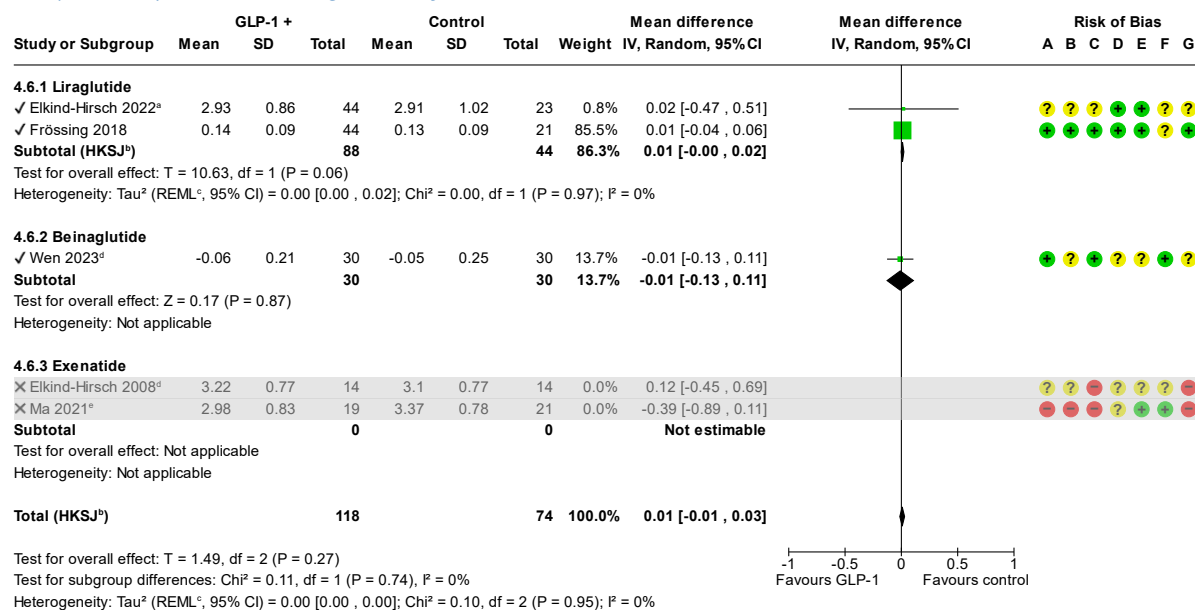 GLP-1 + Control Mean difference Mean difference Risk of Bias
Study or Subgroup Mean SD Total Mean SD Total Weight IV, Random, 95% CI IV, Random, 95% CI A B C D E F G
4.6.1 Liraglutide
✓ Elkind-Hirsch 2022ᵃ 2.93 0.86 44 2.91 1.02 23 0.8% 0.02 [-0.47 , 0.51] ? ? ? + + ? ?
✓ Frössing 2018 0.14 0.09 44 0.13 0.09 21 85.5% 0.01 [-0.04 , 0.06] + + + + + ? +
Subtotal (HKSJᵇ) 88 44 86.3% 0.01 [-0.00 , 0.02]
Test for overall effect: T = 10.63, df = 1 (P = 0.06)
Heterogeneity: Tau² (REMLᶜ, 95% CI) = 0.00 [0.00 , 0.02]; Chi² = 0.00, df = 1 (P = 0.97); I² = 0%
4.6.2 Beinaglutide
✓ Wen 2023ᵈ -0.06 0.21 30 -0.05 0.25 30 13.7% -0.01 [-0.13 , 0.11] + ? + ? ? + ?
Subtotal 30 30 13.7% -0.01 [-0.13 , 0.11]
Test for overall effect: Z = 0.17 (P = 0.87)
Heterogeneity: Not applicable
4.6.3 Exenatide
✕ Elkind-Hirsch 2008ᵈ 3.22 0.77 14 3.1 0.77 14 0.0% 0.12 [-0.45 , 0.69] ? ? − ? ? ? −
✕ Ma 2021ᵉ 2.98 0.83 19 3.37 0.78 21 0.0% -0.39 [-0.89 , 0.11] − − − ? + + −
Subtotal 0 0 Not estimable
Test for overall effect: Not applicable
Heterogeneity: Not applicable
Total (HKSJᵇ) 118 74 100.0% 0.01 [-0.01 , 0.03]
Test for overall effect: T = 1.49, df = 2 (P = 0.27)
Test for subgroup differences: Chi² = 0.11, df = 1 (P = 0.74), I² = 0%
Heterogeneity: Tau² (REMLᶜ, 95% CI) = 0.00 [0.00 , 0.00]; Chi² = 0.10, df = 2 (P = 0.95); I² = 0%
-1 -0.5 0 0.5 1
Favours GLP-1 Favours control